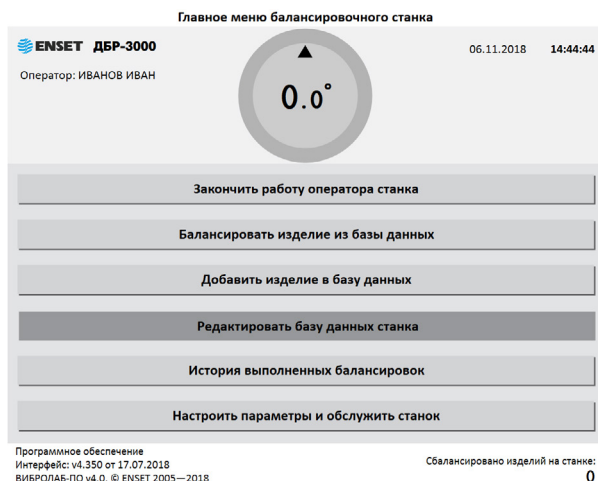 Главное меню балансировочного станка
ENSET ДБР-3000
06.11.2018 14:44:44
Оператор: ИВАНОВ ИВАН
0.0°
Закончить работу оператора станка
Балансировать изделие из базы данных
Добавить изделие в базу данных
Редактировать базу данных станка
История выполненных балансировок
Настроить параметры и обслужить станок
Программное обеспечение
Интерфейс: v4.350 от 17.07.2018
ВИБРОЛАБ-ПО v4.0. © ENSET 2005—2018
Сбалансировано изделий на станке:
0